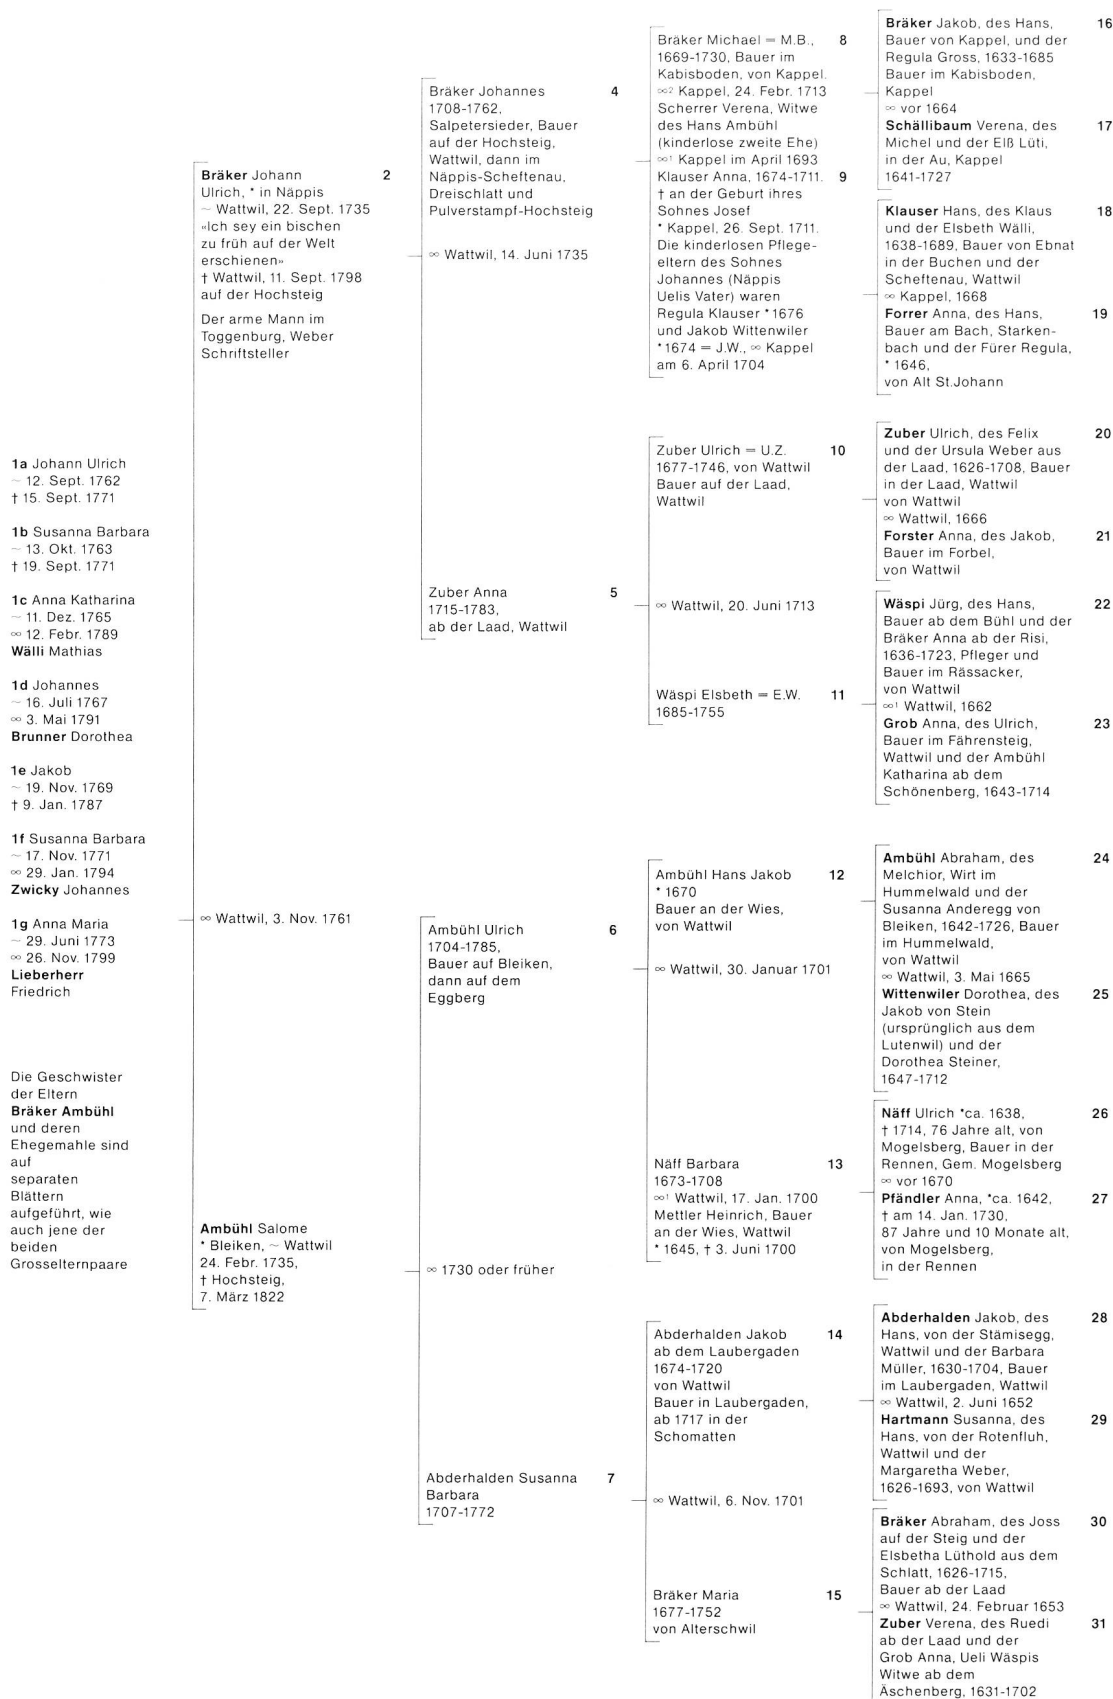 1a Johann Ulrich
~ 12. Sept. 1762
† 15. Sept. 1771
1b Susanna Barbara
~ 13. Okt. 1763
† 19. Sept. 1771
1c Anna Katharina
~ 11. Dez. 1765
∞ 12. Febr. 1789
Wälli Mathias
1d Johannes
~ 16. Juli 1767
∞ 3. Mai 1791
Brunner Dorothea
1e Jakob
~ 19. Nov. 1769
† 9. Jan. 1787
1f Susanna Barbara
~ 17. Nov. 1771
∞ 29. Jan. 1794
Zwicky Johannes
1g Anna Maria
~ 29. Juni 1773
∞ 26. Nov. 1799
Lieberherr
Friedrich
Die Geschwister
der Eltern
Bräker Ambühl
und deren
Ehegemahle sind
auf
separaten
Blättern
aufgeführt, wie
auch jene der
beiden
Grosselternpaare
Bräker Johann 2
Ulrich, * in Näppis
~ Wattwil, 22. Sept. 1735
«Ich sey ein bischen
zu früh auf der Welt
erschienen»
† Wattwil, 11. Sept. 1798
auf der Hochsteig
Der arme Mann im
Toggenburg, Weber
Schriftsteller
∞ Wattwil, 3. Nov. 1761
Ambühl Salome
* Bleiken, ~ Wattwil
24. Febr. 1735,
† Hochsteig,
7. März 1822
Bräker Johannes 4
1708-1762,
Salpetersieder, Bauer
auf der Hochsteig,
Wattwil, dann im
Näppis-Scheftenau,
Dreischlatt und
Pulverstampf-Hochsteig
∞ Wattwil, 14. Juni 1735
Zuber Anna 5
1715-1783,
ab der Laad, Wattwil
Ambühl Ulrich 6
1704-1785,
Bauer auf Bleiken,
dann auf dem
Eggberg
∞ 1730 oder früher
Abderhalden Susanna 7
Barbara
1707-1772
Bräker Michael = M.B., 8
1669-1730, Bauer im
Kabisboden, von Kappel.
∞² Kappel, 24. Febr. 1713
Scherrer Verena, Witwe
des Hans Ambühl
(kinderlose zweite Ehe)
∞¹ Kappel im April 1693
Klauser Anna, 1674-1711. 9
† an der Geburt ihres
Sohnes Josef
* Kappel, 26. Sept. 1711.
Die kinderlosen Pflege-
eltern des Sohnes
Johannes (Näppis
Uelis Vater) waren
Regula Klauser *1676
und Jakob Wittenwiler
*1674 = J.W., ∞ Kappel
am 6. April 1704
Zuber Ulrich = U.Z. 10
1677-1746, von Wattwil
Bauer auf der Laad,
Wattwil
∞ Wattwil, 20. Juni 1713
Wäspi Elsbeth = E.W. 11
1685-1755
Ambühl Hans Jakob 12
* 1670
Bauer an der Wies,
von Wattwil
∞ Wattwil, 30. Januar 1701
Näff Barbara 13
1673-1708
∞¹ Wattwil, 17. Jan. 1700
Mettler Heinrich, Bauer
an der Wies, Wattwil
* 1645, † 3. Juni 1700
Abderhalden Jakob 14
ab dem Laubergaden
1674-1720
von Wattwil
Bauer in Laubergaden,
ab 1717 in der
Schomatten
∞ Wattwil, 6. Nov. 1701
Bräker Maria 15
1677-1752
von Alterschwil
Bräker Jakob, des Hans, 16
Bauer von Kappel, und der
Regula Gross, 1633-1685
Bauer im Kabisboden,
Kappel
∞ vor 1664
Schällibaum Verena, des 17
Michel und der Elß Lüti,
in der Au, Kappel
1641-1727
Klauser Hans, des Klaus 18
und der Elsbeth Wälli,
1638-1689, Bauer von Ebnat
in der Buchen und der
Scheftenau, Wattwil
∞ Kappel, 1668
Forrer Anna, des Hans, 19
Bauer am Bach, Starken-
bach und der Fürer Regula,
* 1646,
von Alt St.Johann
Zuber Ulrich, des Felix 20
und der Ursula Weber aus
der Laad, 1626-1708, Bauer
in der Laad, Wattwil
von Wattwil
∞ Wattwil, 1666
Forster Anna, des Jakob, 21
Bauer im Forbel,
von Wattwil
Wäspi Jürg, des Hans, 22
Bauer ab dem Bühl und der
Bräker Anna ab der Risi,
1636-1723, Pfleger und
Bauer im Rässacker,
von Wattwil
∞¹ Wattwil, 1662
Grob Anna, des Ulrich, 23
Bauer im Fährensteig,
Wattwil und der Ambühl
Katharina ab dem
Schönenberg, 1643-1714
Ambühl Abraham, des 24
Melchior, Wirt im
Hummelwald und der
Susanna Anderegg von
Bleiken, 1642-1726, Bauer
im Hummelwald,
von Wattwil
∞ Wattwil, 3. Mai 1665
Wittenwiler Dorothea, des 25
Jakob von Stein
(ursprünglich aus dem
Lutenwil) und der
Dorothea Steiner,
1647-1712
Näff Ulrich *ca. 1638, 26
† 1714, 76 Jahre alt, von
Mogelsberg, Bauer in der
Rennen, Gem. Mogelsberg
∞ vor 1670
Pfändler Anna, *ca. 1642, 27
† am 14. Jan. 1730,
87 Jahre und 10 Monate alt,
von Mogelsberg,
in der Rennen
Abderhalden Jakob, des 28
Hans, von der Stämisegg,
Wattwil und der Barbara
Müller, 1630-1704, Bauer
im Laubergaden, Wattwil
∞ Wattwil, 2. Juni 1652
Hartmann Susanna, des 29
Hans, von der Rotenfluh,
Wattwil und der
Margaretha Weber,
1626-1693, von Wattwil
Bräker Abraham, des Joss 30
auf der Steig und der
Elsbetha Lüthold aus dem
Schlatt, 1626-1715,
Bauer ab der Laad
∞ Wattwil, 24. Februar 1653
Zuber Verena, des Ruedi 31
ab der Laad und der
Grob Anna, Ueli Wäspis
Witwe ab dem
Äschenberg, 1631-1702